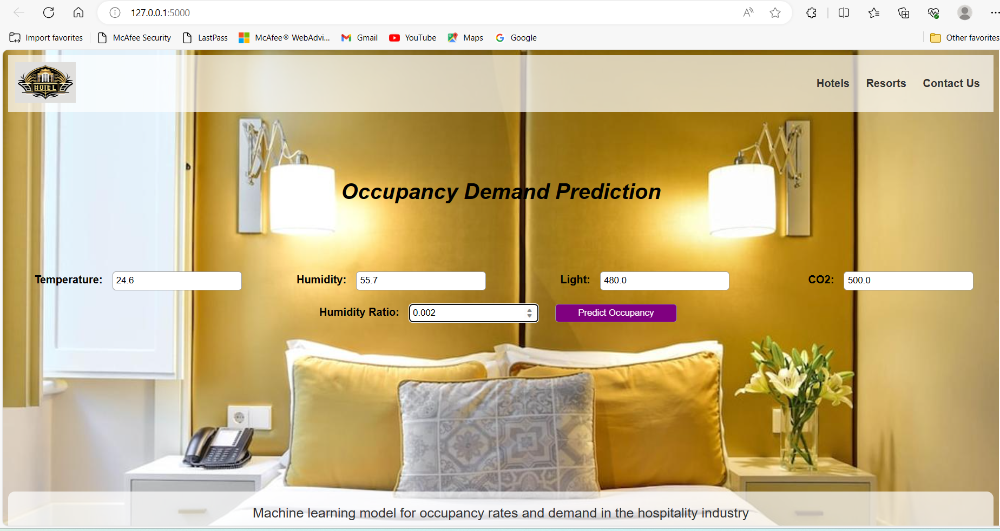 127.0.0.1:5000
Import favorites McAfee Security LastPass McAfee® WebAdvi... Gmail YouTube Maps Google Other favorites
HOTEL
Hotels Resorts Contact Us
Occupancy Demand Prediction
Temperature: 24.6 Humidity: 55.7 Light: 480.0 CO2: 500.0
Humidity Ratio: 0.002 Predict Occupancy
Machine learning model for occupancy rates and demand in the hospitality industry